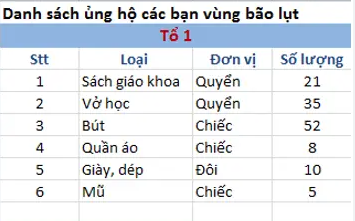 Danh sách ủng hộ các bạn vùng bão lụt
Tổ 1
Stt Loại Đơn vị Số lượng
1 Sách giáo khoa Quyển 21
2 Vở học Quyển 35
3 Bút Chiếc 52
4 Quần áo Chiếc 8
5 Giày, dép Đôi 10
6 Mũ Chiếc 5